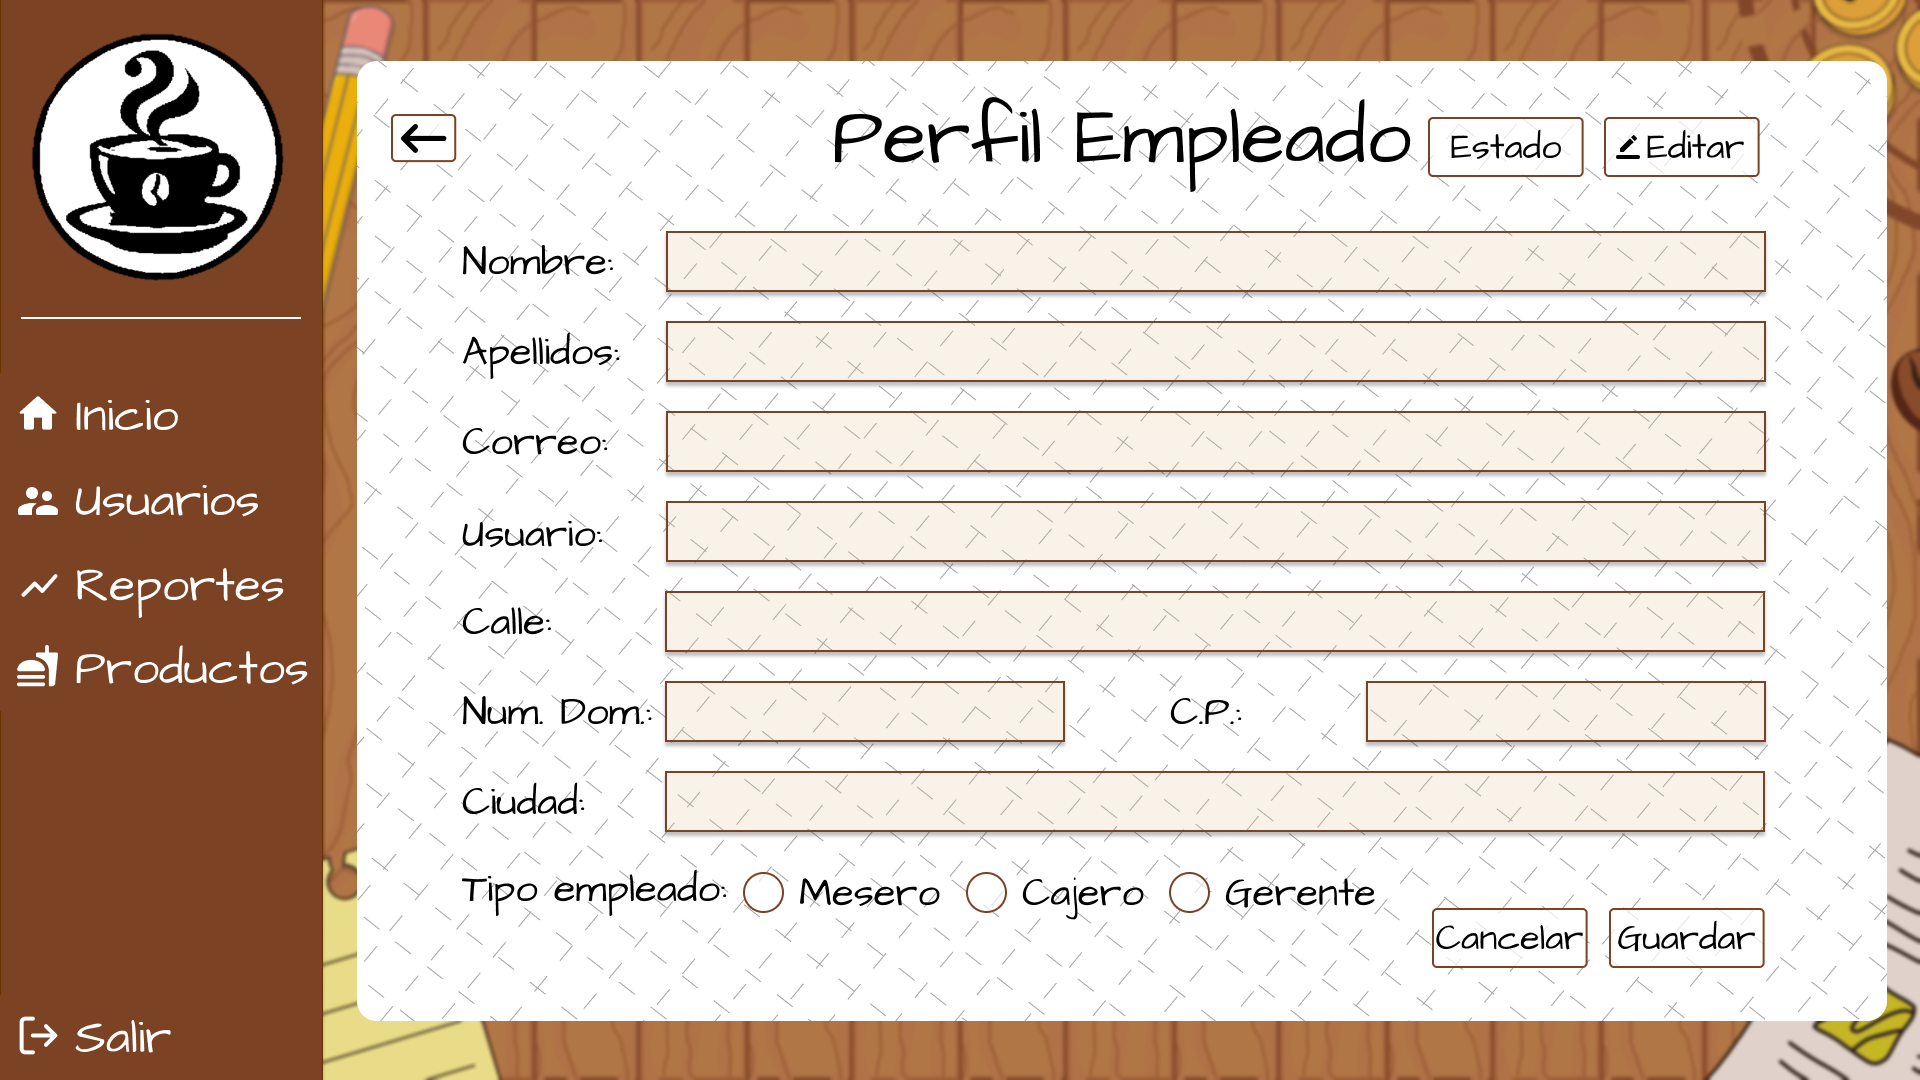 Inicio
Usuarios
Reportes
Productos
Salir
Perfil Empleado
Estado
Editar
Nombre:
Apellidos:
Correo:
Usuario:
Calle:
Num. Dom.:
C.P.:
Ciudad:
Tipo empleado:
Mesero
Cajero
Gerente
Cancelar
Guardar